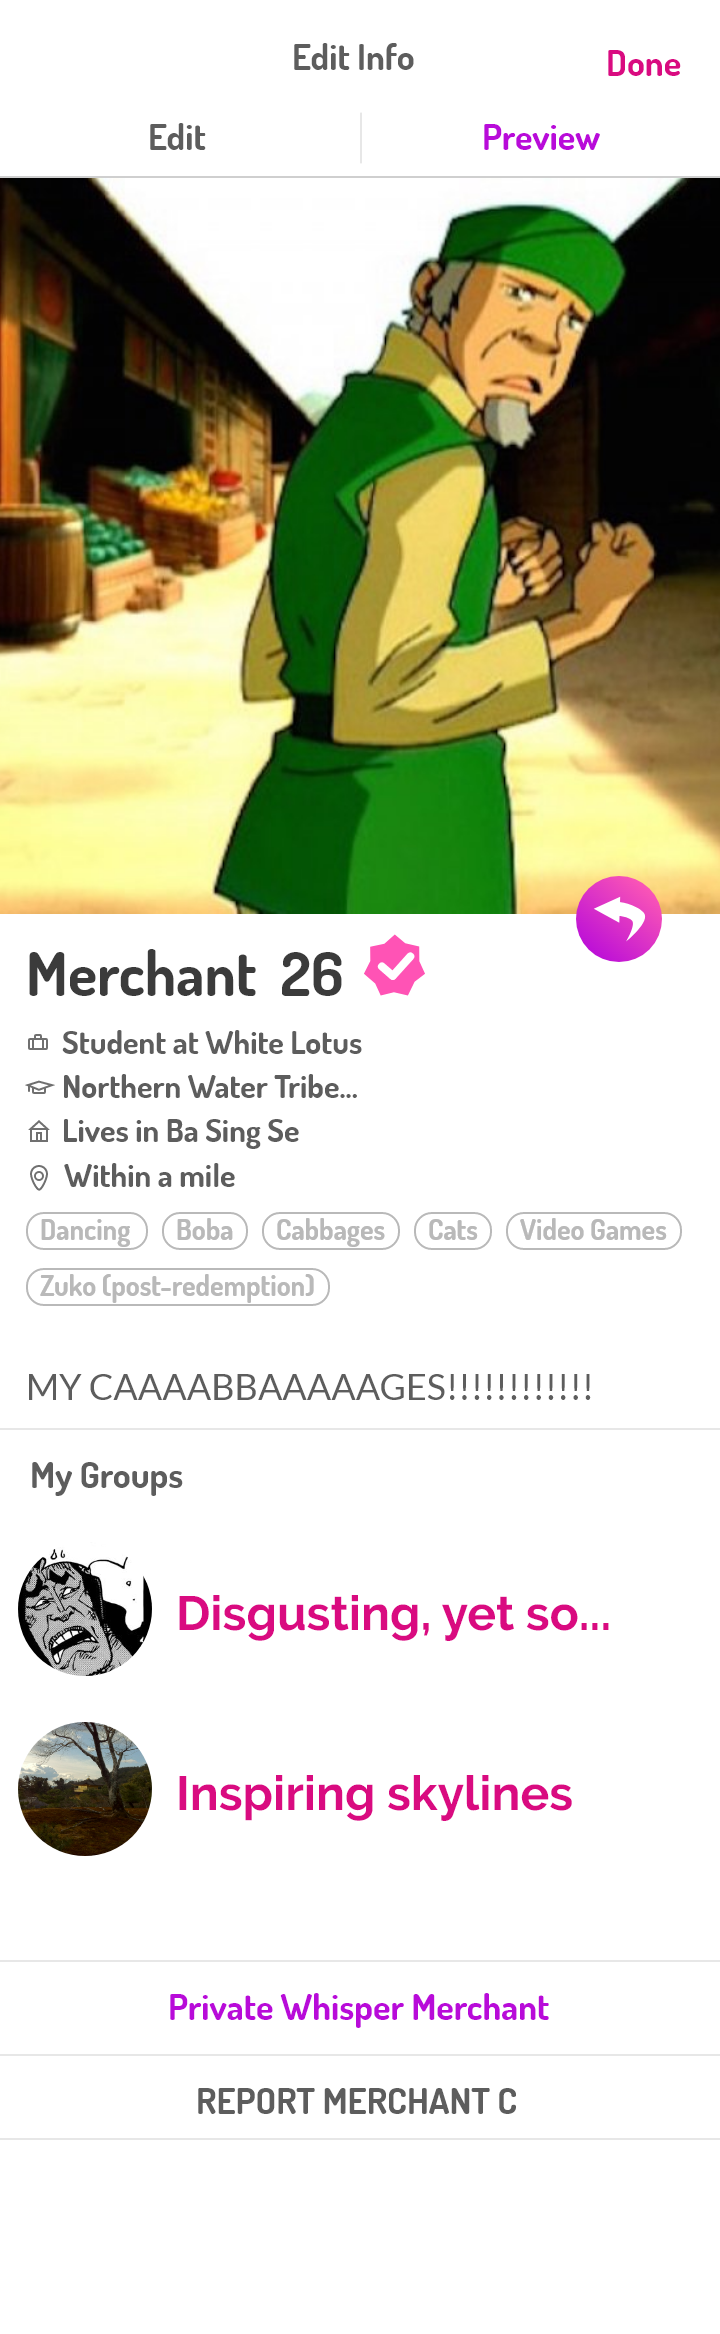 Edit Info
Done
Edit
Preview
Merchant 26
Student at White Lotus
Northern Water Tribe...
Lives in Ba Sing Se
Within a mile
Dancing Boba Cabbages Cats Video Games
Zuko (post-redemption)
MY CAAAABBAAAAAGES!!!!!!!!!!!!
My Groups
Disgusting, yet so...
Inspiring skylines
Private Whisper Merchant
REPORT MERCHANT C